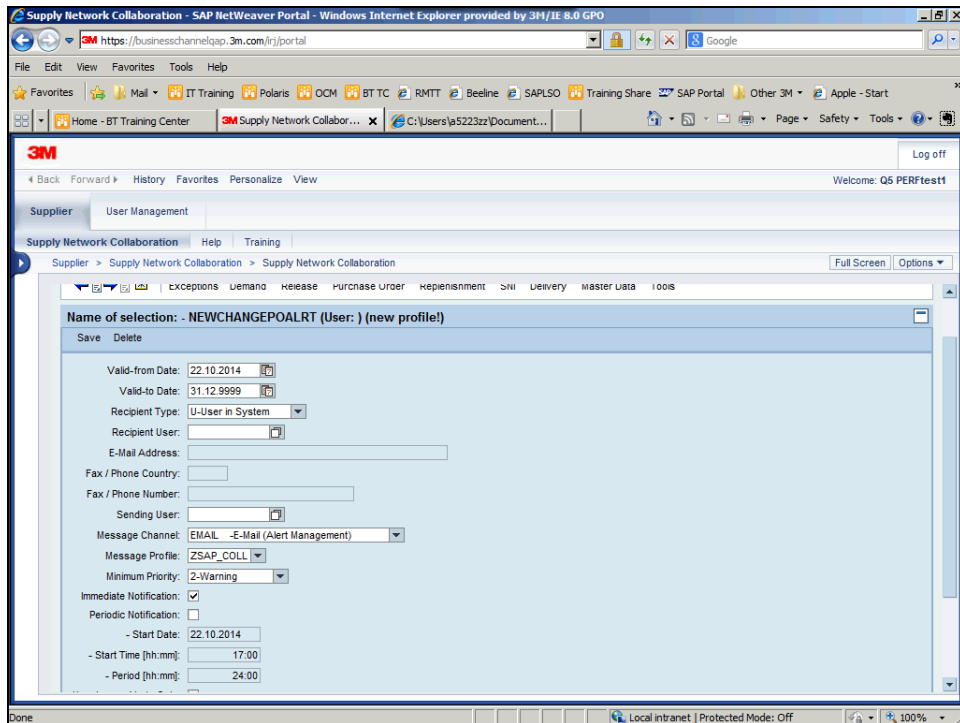 Supply Network Collaboration - SAP NetWeaver Portal - Windows Internet Explorer provided by 3M/IE 8.0 GPO
3M https://businesschannelqap.3m.com/irj/portal
Google
File Edit View Favorites Tools Help
Favorites Mail IT Training Polaris OCM BT TC RMTT Beeline SAPLSO Training Share SAP Portal Other 3M Apple - Start
Home - BT Training Center 3M Supply Network Collabor... X C:\Users\a5223zz\Document... Page Safety Tools
3M Log off
Back Forward History Favorites Personalize View Welcome: Q5 PERFtest1
Supplier User Management
Supply Network Collaboration Help Training
Supplier > Supply Network Collaboration > Supply Network Collaboration Full Screen Options
Exceptions Demand Release Purchase Order Replenishment SNI Delivery Master Data Tools
Name of selection: - NEWCHANGEPOALRT (User: ) (new profile!)
Save Delete
Valid-from Date: 22.10.2014
Valid-to Date: 31.12.9999
Recipient Type: U-User in System
Recipient User:
E-Mail Address:
Fax / Phone Country:
Fax / Phone Number:
Sending User:
Message Channel: EMAIL -E-Mail (Alert Management)
Message Profile: ZSAP_COLL
Minimum Priority: 2-Warning
Immediate Notification:
Periodic Notification:
- Start Date: 22.10.2014
- Start Time [hh:mm]: 17:00
- Period [hh:mm]: 24:00
Done Local intranet | Protected Mode: Off 100%